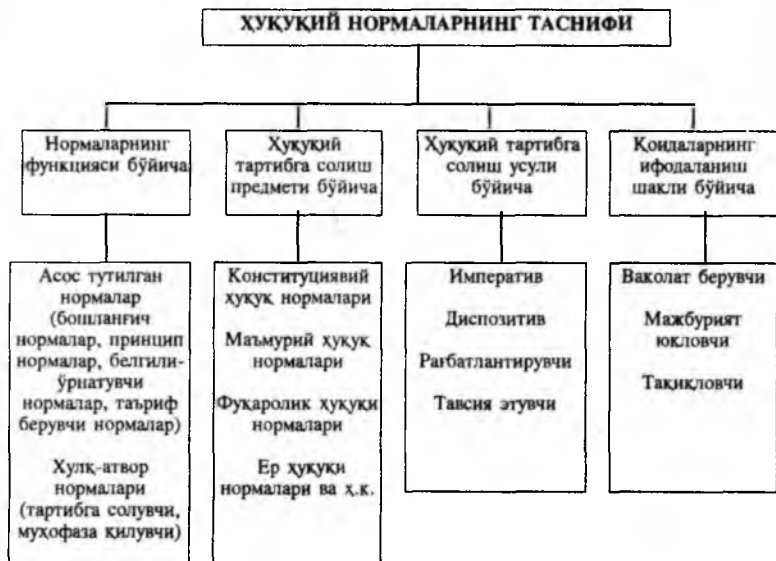 ҲУҚУҚИЙ НОРМАЛАРНИНГ ТАСНИФИ
Нормаларнинг
функцияси бўйича
Ҳуқуқий
тартибга солиш
предмети бўйича
Ҳуқуқий тартибга
солиш усули
бўйича
Қоидаларнинг
ифодаланиш
шакли бўйича
Асос тутилган
нормалар
(бошланғич
нормалар, принцип
нормалар, белгили-
ўрнатувчи
нормалар, таъриф
берувчи нормалар)
Хулқ-атвор
нормалари
(тартибга солувчи,
муҳофаза қилувчи)
Конституциявий
ҳуқуқ нормалари
Маъмурий ҳуқуқ
нормалари
Фуқаролик ҳуқуқи
нормалари
Ер ҳуқуқи
нормалари ва ҳ.к.
Императив
Диспозитив
Рағбатлантирувчи
Тавсия этувчи
Ваколат берувчи
Мажбурият
юкловчи
Тақиқловчи